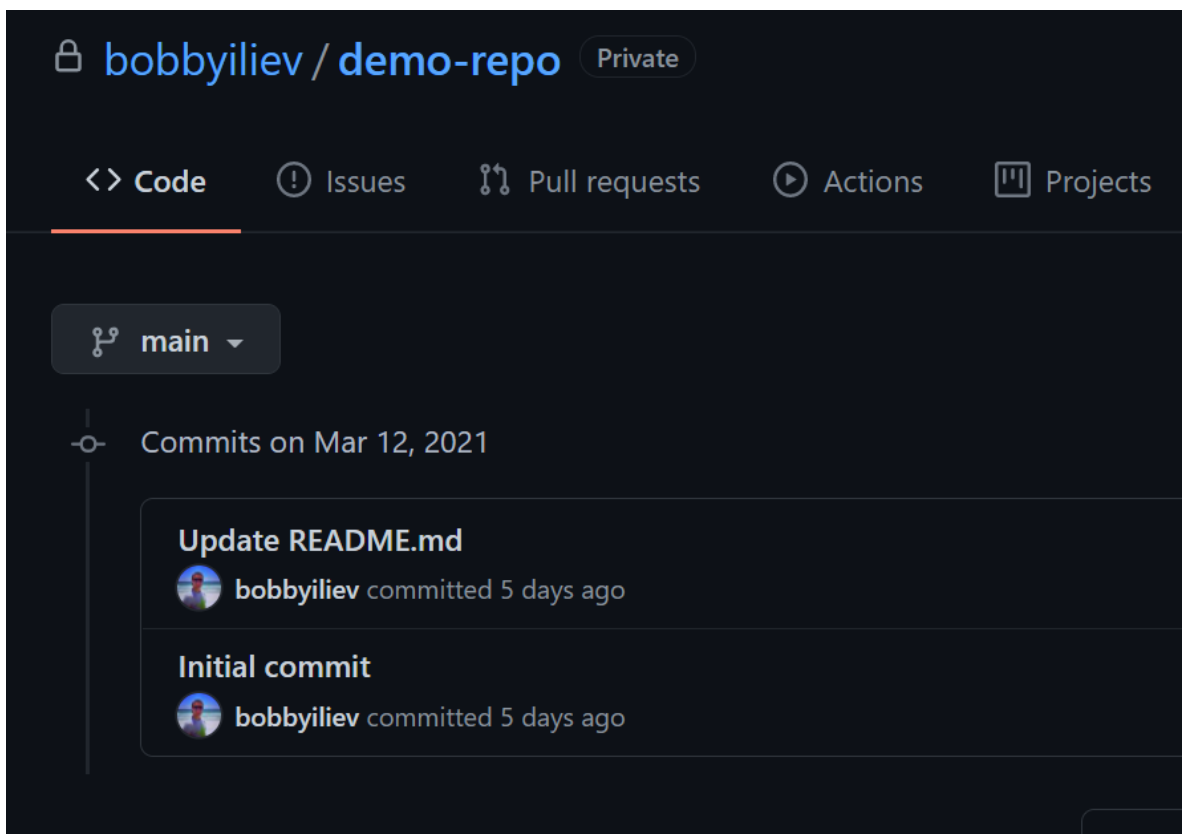 bobbyiliev / demo-repo Private
Code Issues Pull requests Actions Projects
main
Commits on Mar 12, 2021
Update README.md
bobbyiliev committed 5 days ago
Initial commit
bobbyiliev committed 5 days ago